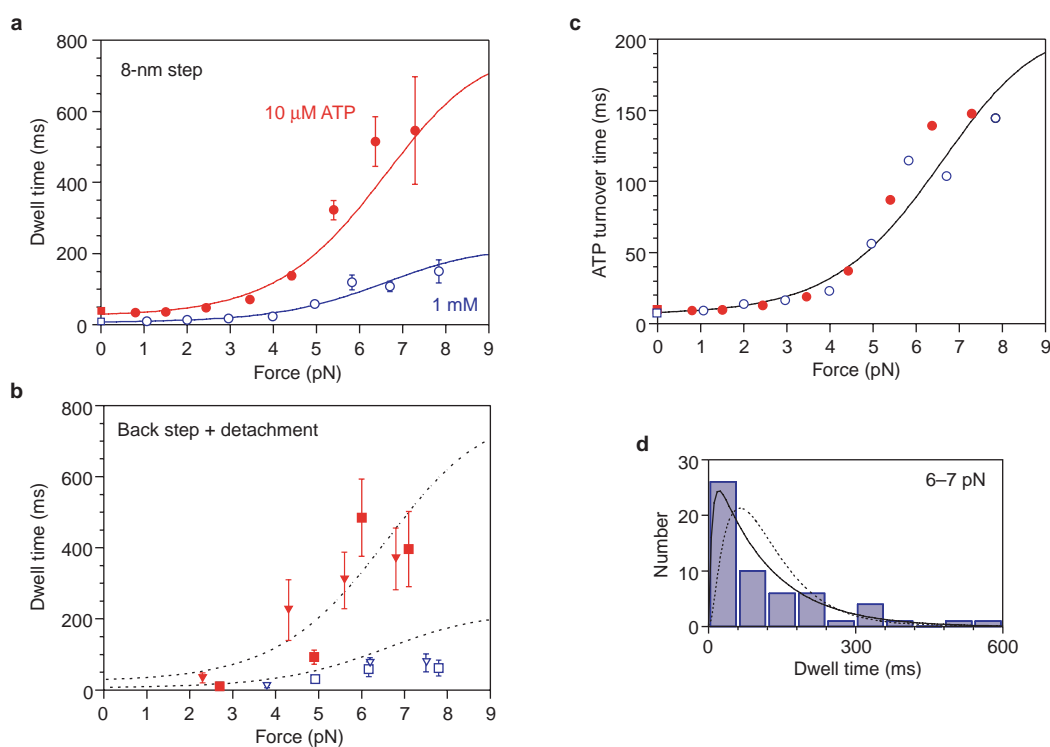 a
800
600
400
200
0
Dwell time (ms)
8-nm step
10 μM ATP
1 mM
0 1 2 3 4 5 6 7 8 9
Force (pN)
b
800
600
400
200
0
Dwell time (ms)
Back step + detachment
0 1 2 3 4 5 6 7 8 9
Force (pN)
c
200
150
100
50
0
ATP turnover time (ms)
0 1 2 3 4 5 6 7 8 9
Force (pN)
d
30
20
10
0
Number
6–7 pN
0 300 600
Dwell time (ms)